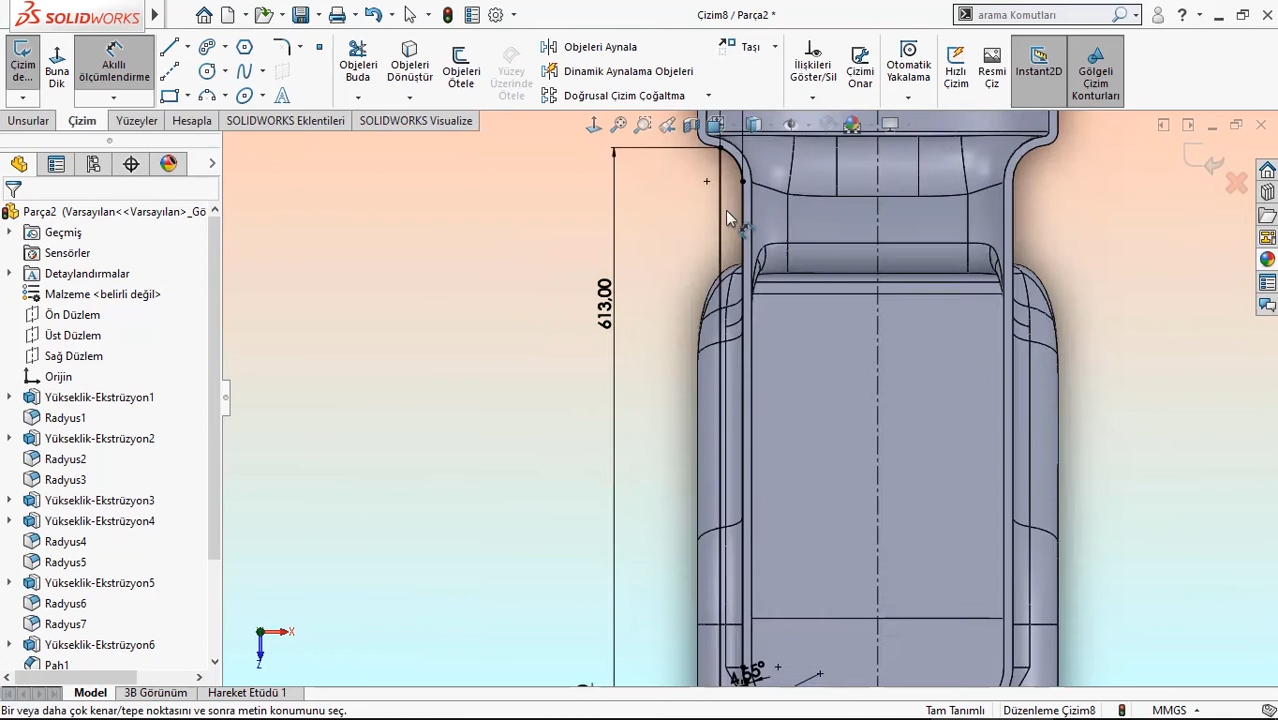 SOLIDWORKS
Çizim8 / Parça2 *
arama Komutları
Çizim de...
Buna Dik
Akıllı ölçümlendirme
Objeleri Buda
Objeleri Dönüştür
Objeleri Ötele
Yüzey Üzerinde Ötele
Objeleri Aynala
Dinamik Aynalama Objeleri
Doğrusal Çizim Çoğaltma
Taşı
İlişkileri Göster/Sil
Çizimi Onar
Otomatik Yakalama
Hızlı Çizim
Resmi Çiz
Instant2D
Gölgeli Çizim Konturları
Unsurlar
Çizim
Yüzeyler
Hesapla
SOLIDWORKS Eklentileri
SOLIDWORKS Visualize
Parça2 (Varsayılan<<Varsayılan>_Gö
Geçmiş
Sensörler
Detaylandırmalar
Malzeme <belirli değil>
Ön Düzlem
Üst Düzlem
Sağ Düzlem
Orijin
Yükseklik-Ekstrüzyon1
Radyus1
Yükseklik-Ekstrüzyon2
Radyus2
Radyus3
Yükseklik-Ekstrüzyon3
Yükseklik-Ekstrüzyon4
Radyus4
Radyus5
Yükseklik-Ekstrüzyon5
Radyus6
Radyus7
Yükseklik-Ekstrüzyon6
Pah1
613,00
X
Z
Model
3B Görünüm
Hareket Etüdü 1
Bir veya daha çok kenar/tepe noktasını ve sonra metin konumunu seç.
Tam Tanımlı
Düzenleme Çizim8
MMGS